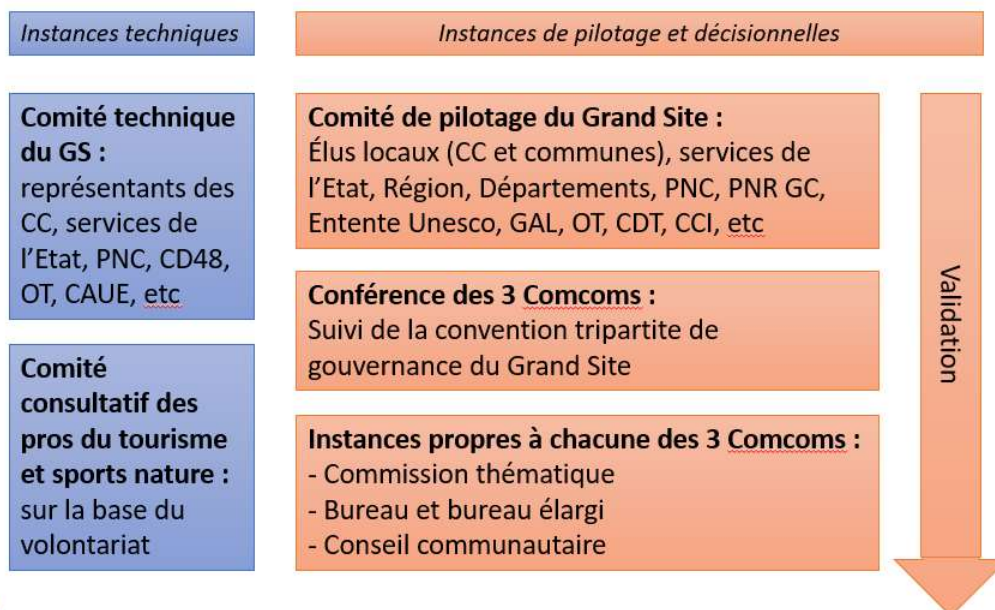 Instances techniques
Instances de pilotage et décisionnelles
Comité technique
du GS :
représentants des
CC, services de
l'Etat, PNC, CD48,
OT, CAUE, etc
Comité
consultatif des
pros du tourisme
et sports nature :
sur la base du
volontariat
Comité de pilotage du Grand Site :
Élus locaux (CC et communes), services de
l'Etat, Région, Départements, PNC, PNR GC,
Entente Unesco, GAL, OT, CDT, CCI, etc
Conférence des 3 Comcoms :
Suivi de la convention tripartite de
gouvernance du Grand Site
Instances propres à chacune des 3 Comcoms :
- Commission thématique
- Bureau et bureau élargi
- Conseil communautaire
Validation